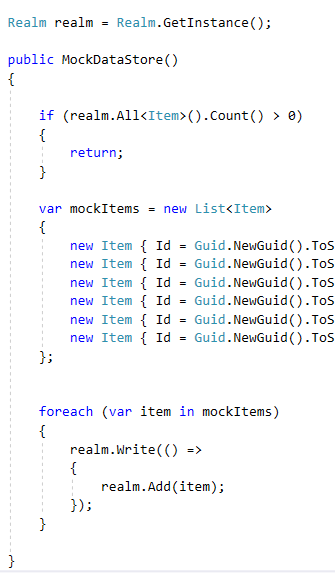 Realm realm = Realm.GetInstance();
public MockDataStore()
{
if (realm.All<Item>().Count() > 0)
{
return;
}
var mockItems = new List<Item>
{
new Item { Id = Guid.NewGuid().ToS
new Item { Id = Guid.NewGuid().ToS
new Item { Id = Guid.NewGuid().ToS
new Item { Id = Guid.NewGuid().ToS
new Item { Id = Guid.NewGuid().ToS
new Item { Id = Guid.NewGuid().ToS
};
foreach (var item in mockItems)
{
realm.Write(() =>
{
realm.Add(item);
});
}
}